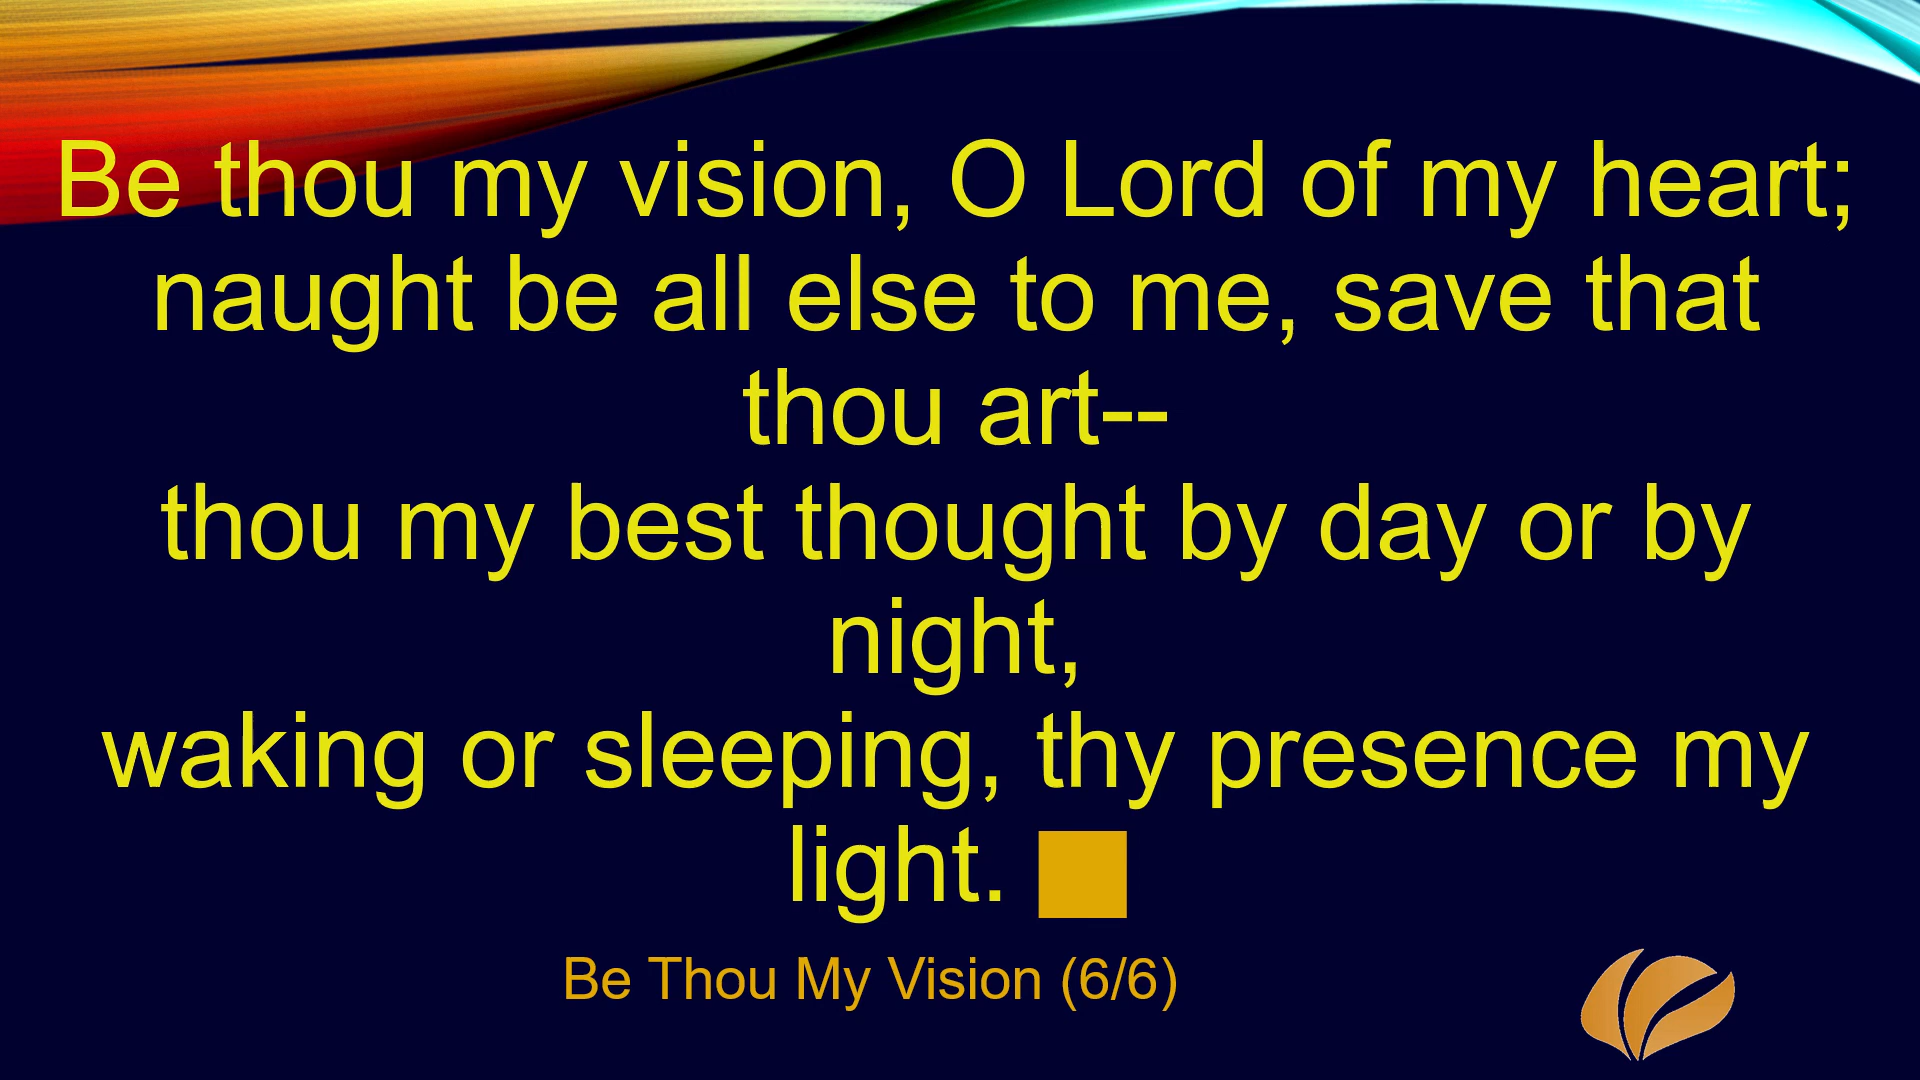 Be thou my vision, O Lord of my heart;
naught be all else to me, save that
thou art--
thou my best thought by day or by
night,
waking or sleeping, thy presence my
light. ■
Be Thou My Vision (6/6)